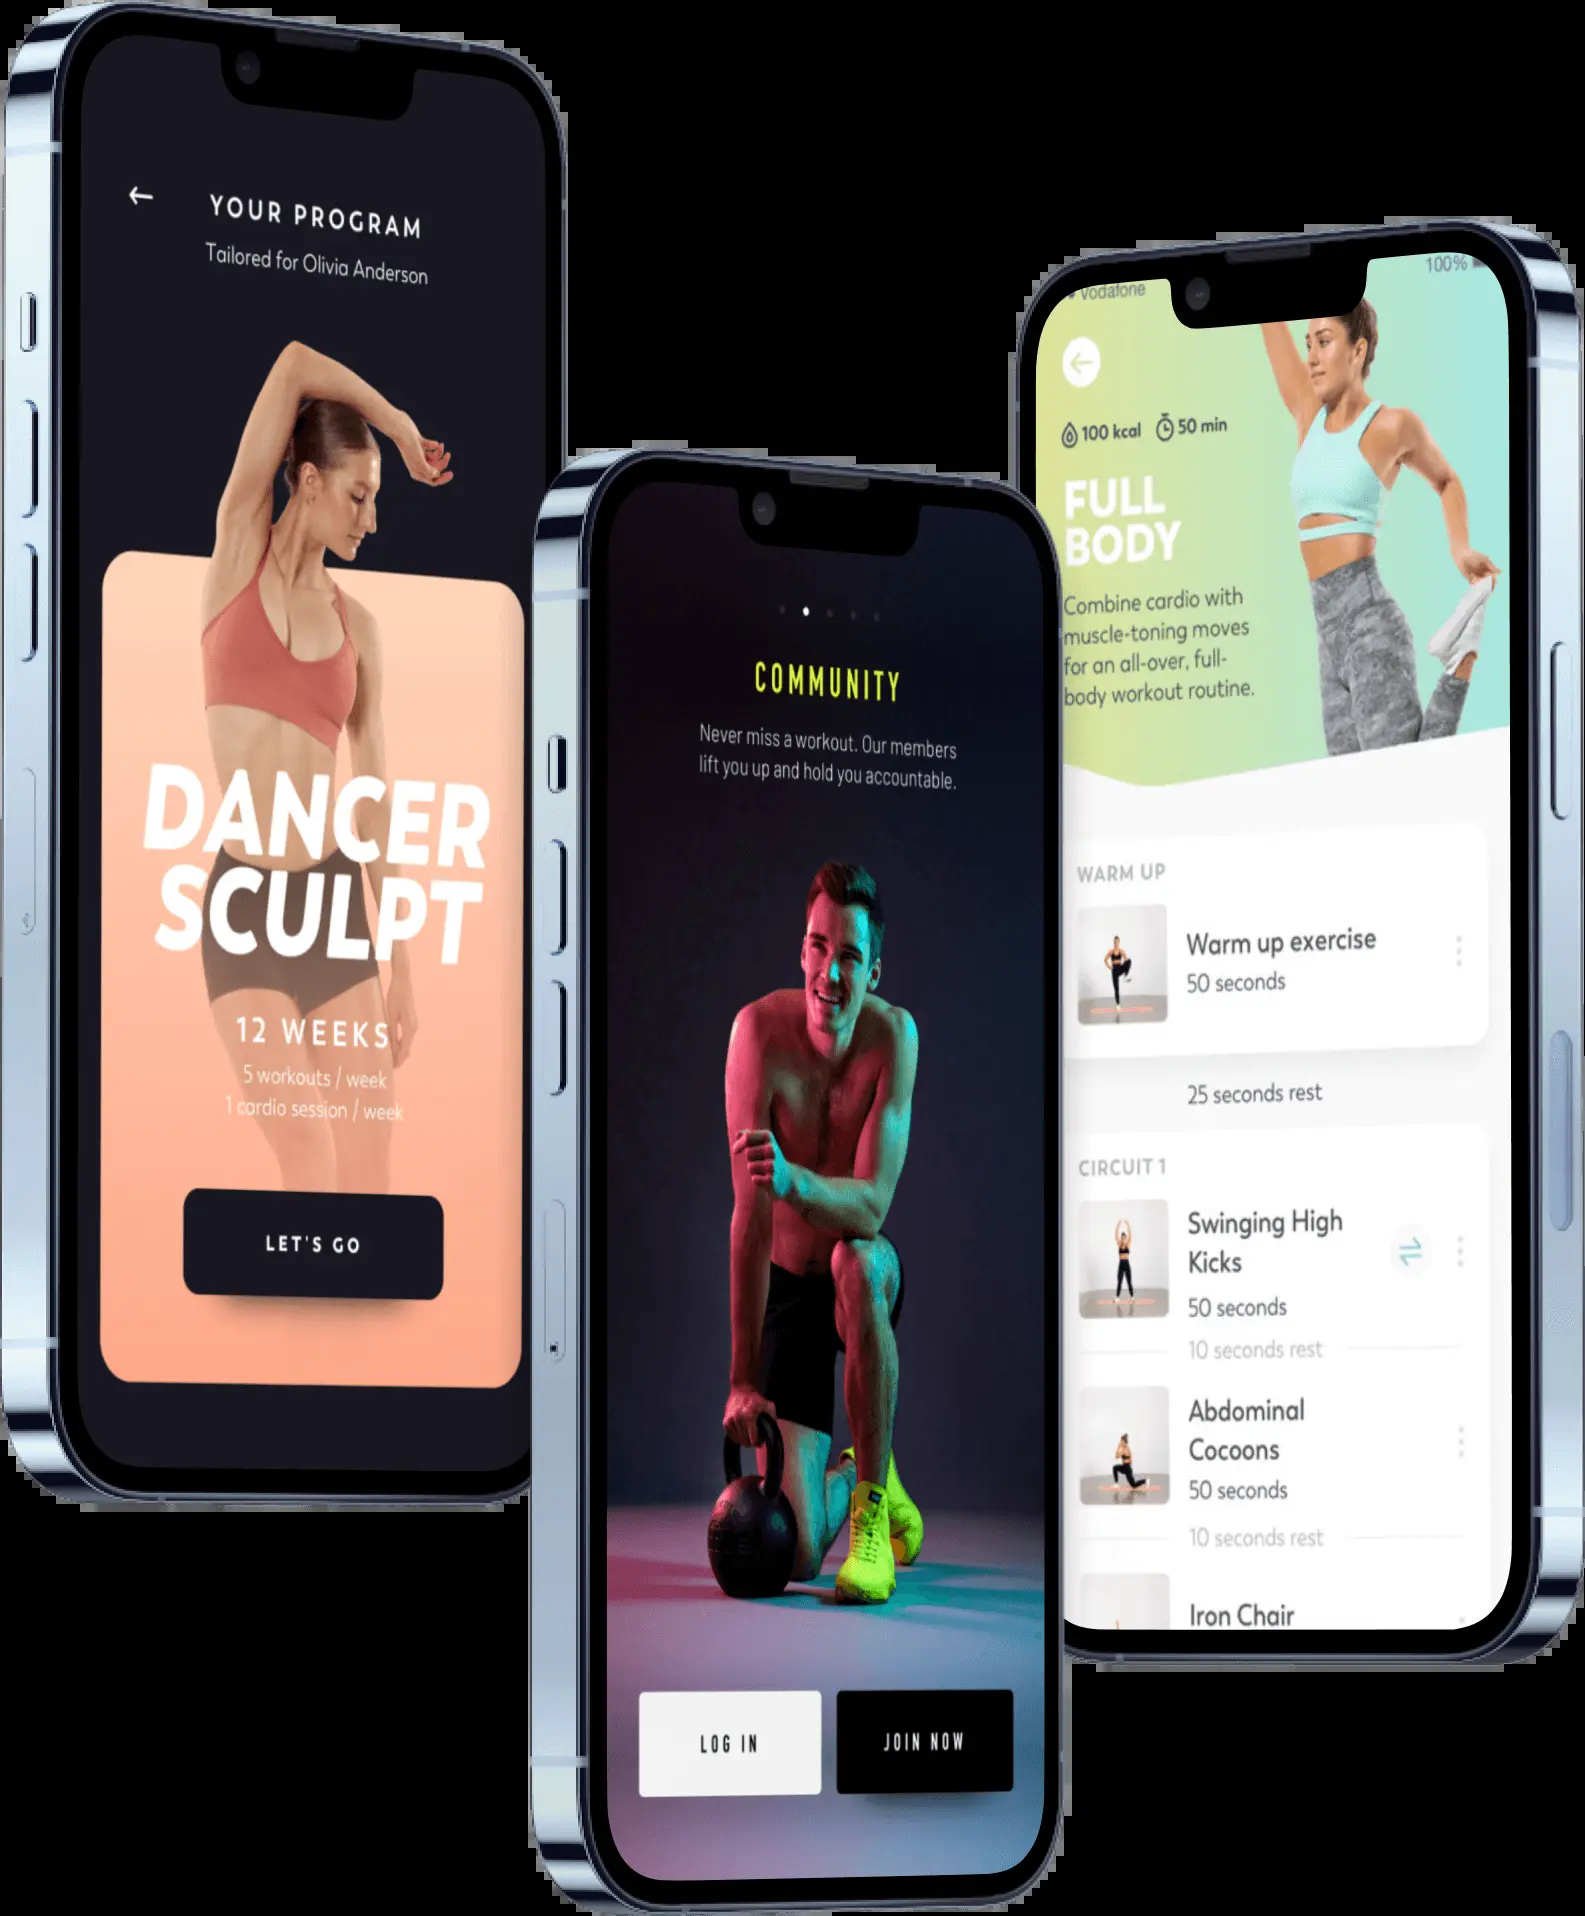 YOUR PROGRAM
Tailored for Olivia Anderson
DANCER
SCULPT
12 WEEKS
5 workouts / week
1 cardio session / week
LET'S GO
COMMUNITY
Never miss a workout. Our members
lift you up and hold you accountable.
LOG IN
JOIN NOW
vodafone
100%
100 kcal
50 min
FULL
BODY
Combine cardio with
muscle-toning moves
for an all-over, full-
body workout routine.
WARM UP
Warm up exercise
50 seconds
25 seconds rest
CIRCUIT 1
Swinging High
Kicks
50 seconds
10 seconds rest
Abdominal
Cocoons
50 seconds
10 seconds rest
Iron Chair